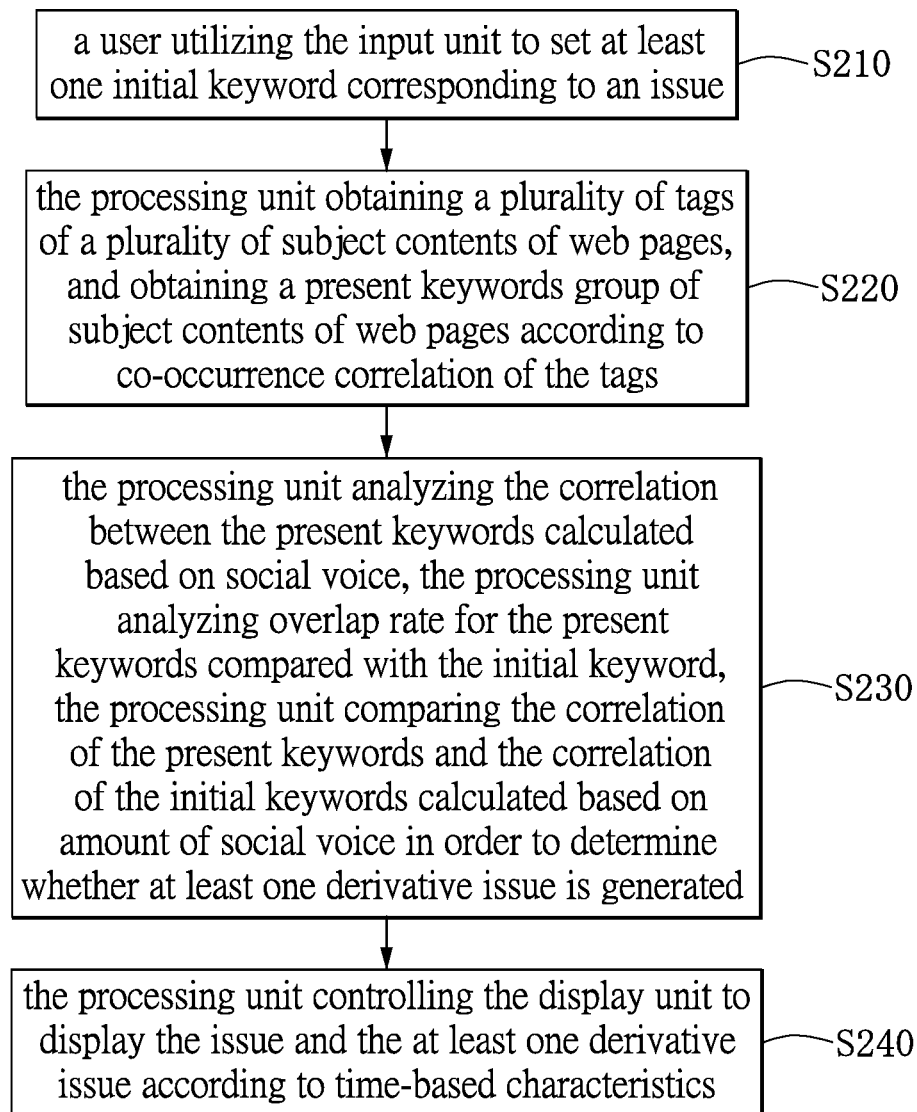 a user utilizing the input unit to set at least
one initial keyword corresponding to an issue
S210
the processing unit obtaining a plurality of tags
of a plurality of subject contents of web pages,
and obtaining a present keywords group of
subject contents of web pages according to
co-occurrence correlation of the tags
S220
the processing unit analyzing the correlation
between the present keywords calculated
based on social voice, the processing unit
analyzing overlap rate for the present
keywords compared with the initial keyword,
the processing unit comparing the correlation
of the present keywords and the correlation
of the initial keywords calculated based on
amount of social voice in order to determine
whether at least one derivative issue is generated
S230
the processing unit controlling the display unit to
display the issue and the at least one derivative
issue according to time-based characteristics
S240